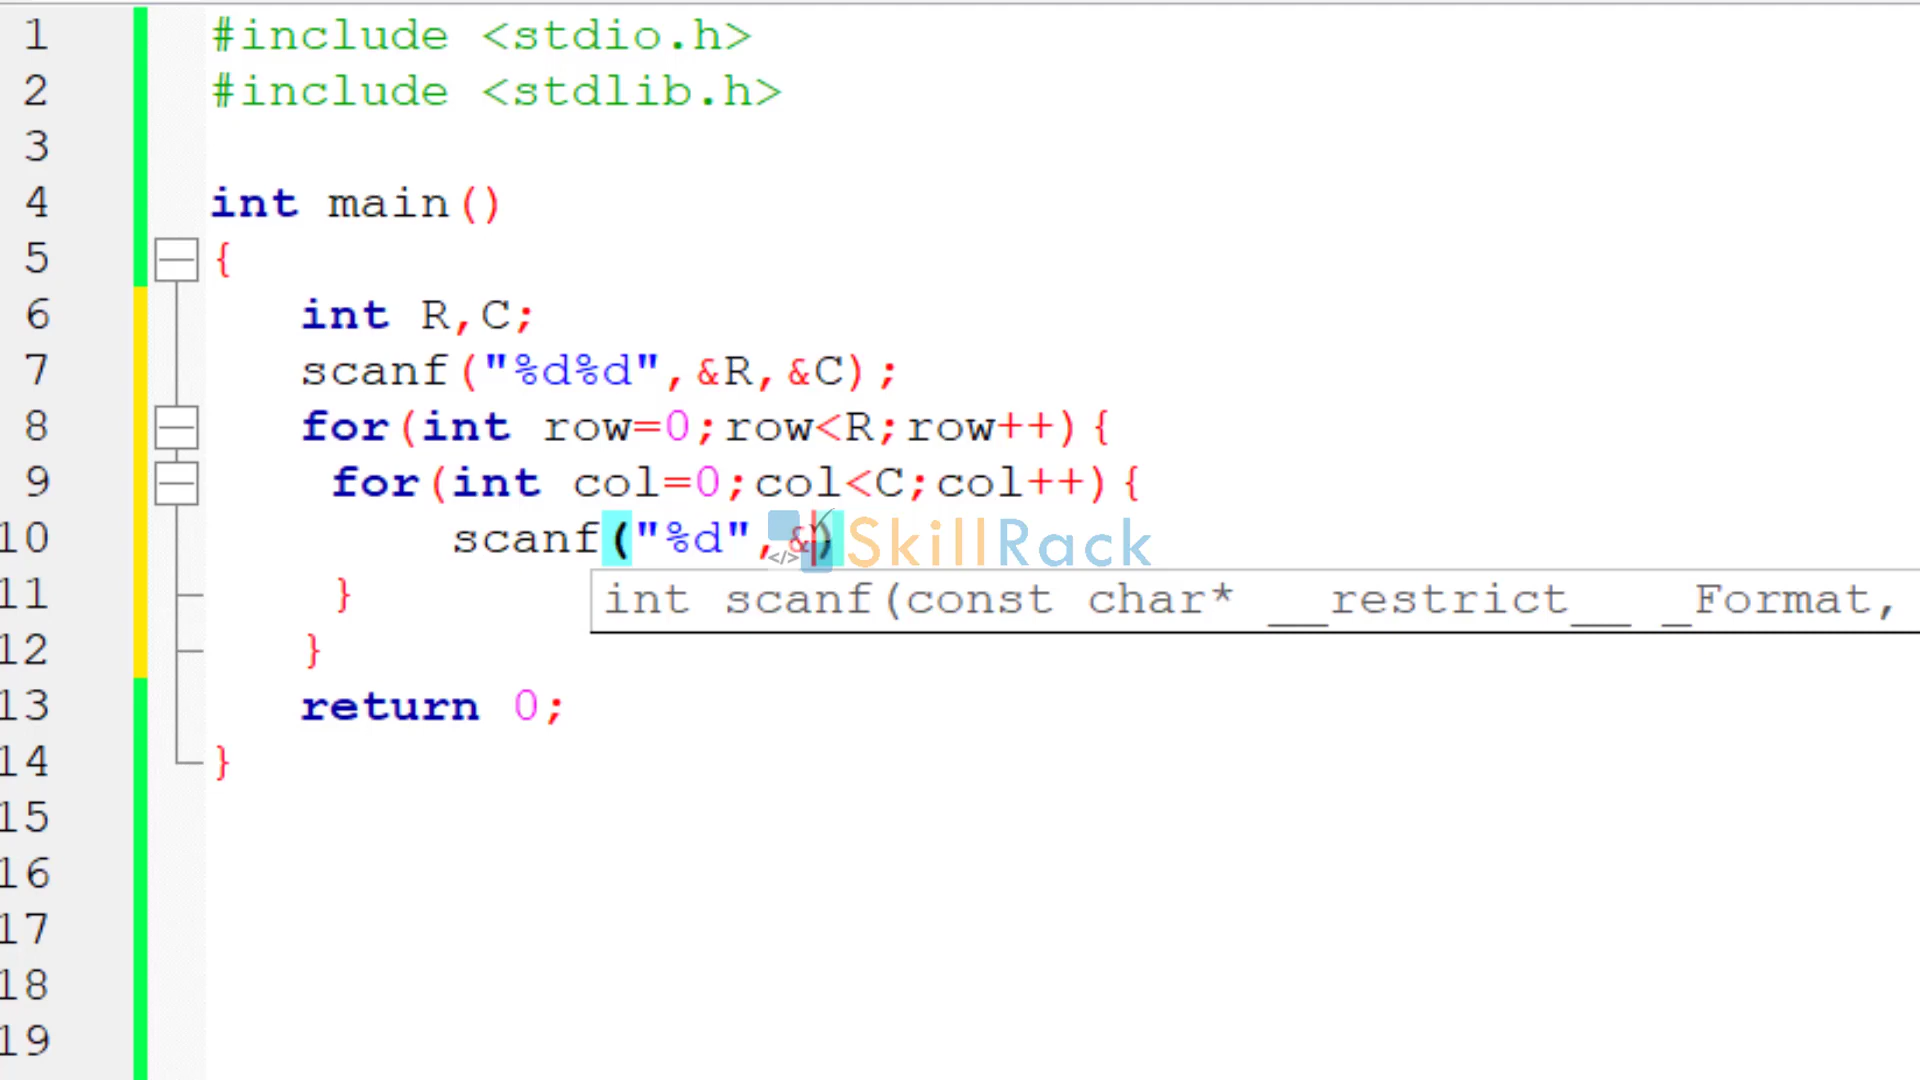 1 #include <stdio.h>
2 #include <stdlib.h>
3
4 int main()
5 {
6 int R,C;
7 scanf("%d%d",&R,&C);
8 for(int row=0;row<R;row++){
9 for(int col=0;col<C;col++){
10 scanf("%d",&)
</> SkillRack
11 }
int scanf(const char* __restrict__ _Format,
12 }
13 return 0;
14 }
15
16
17
18
19